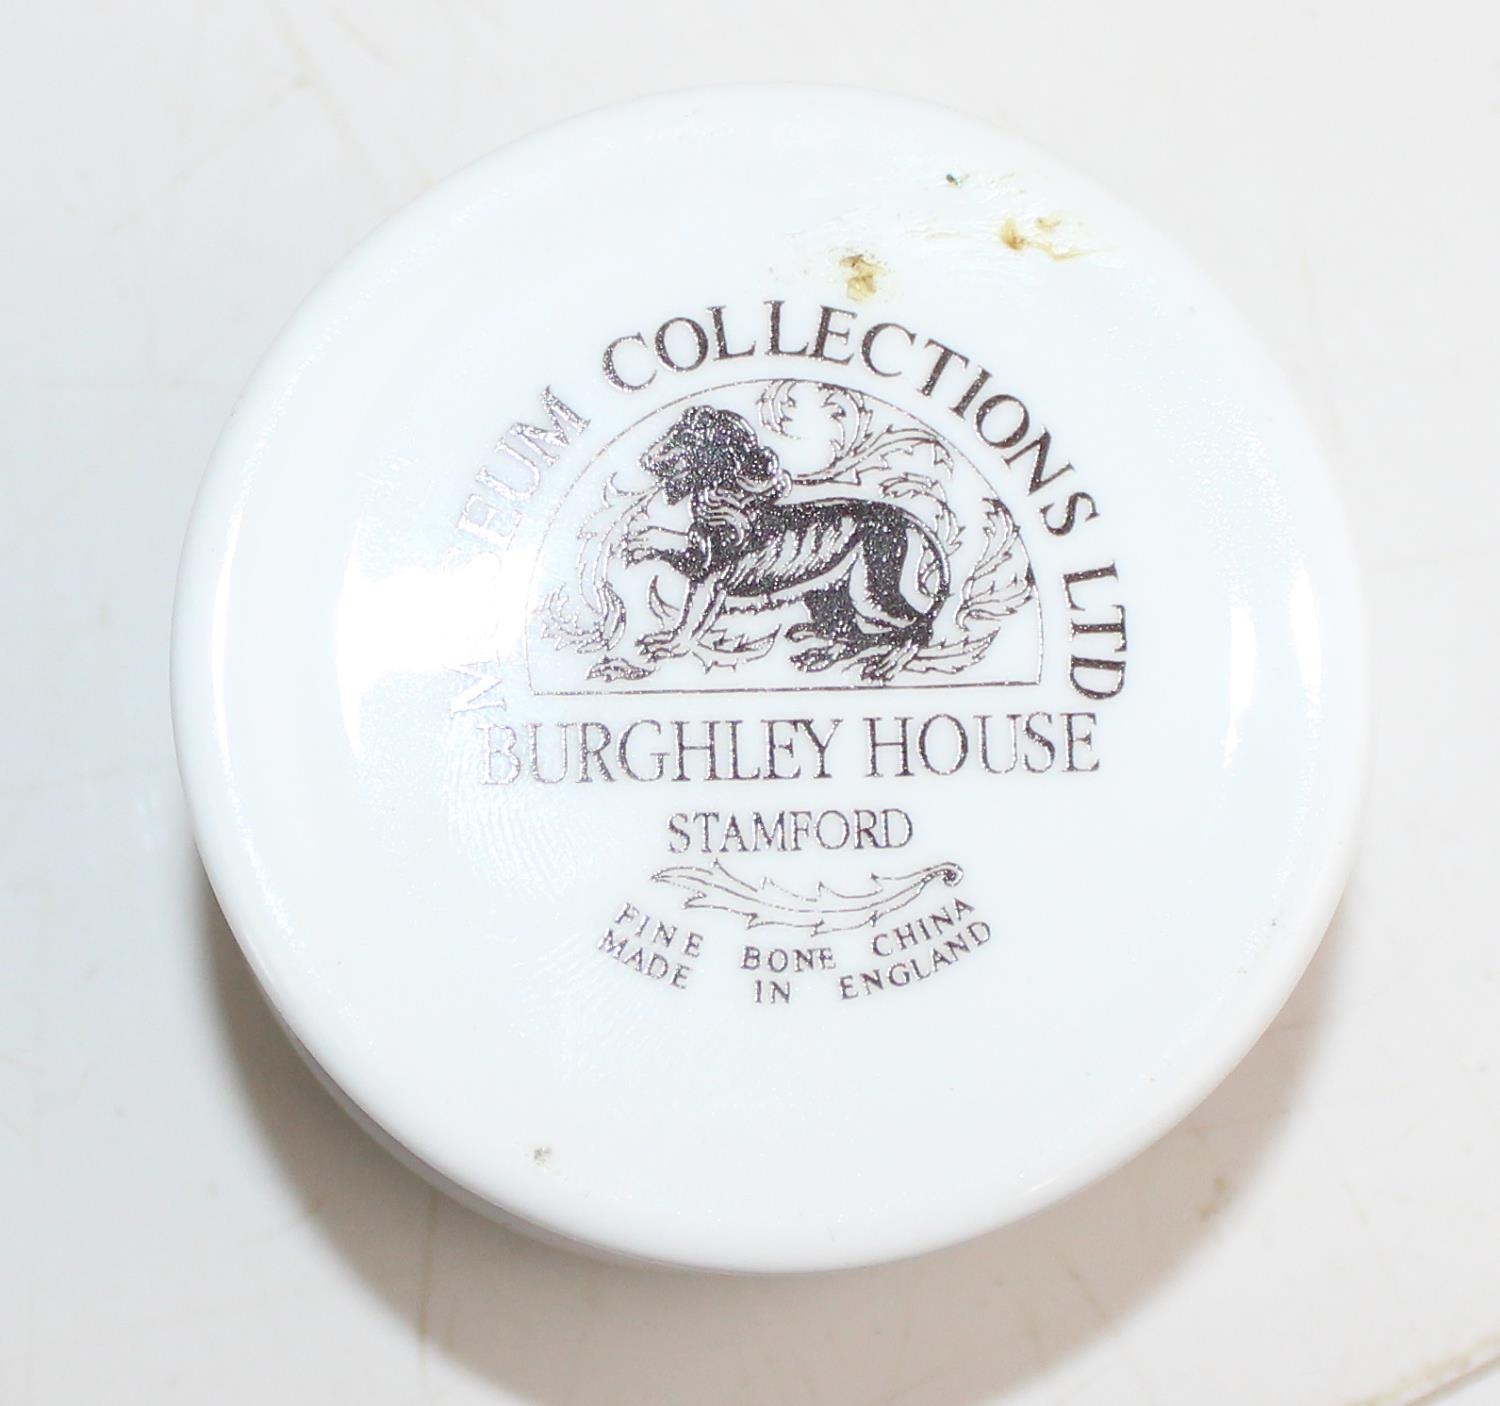 MUSEUM COLLECTIONS LTD
BURGHLEY HOUSE
STAMFORD
FINE BONE CHINA
MADE IN ENGLAND